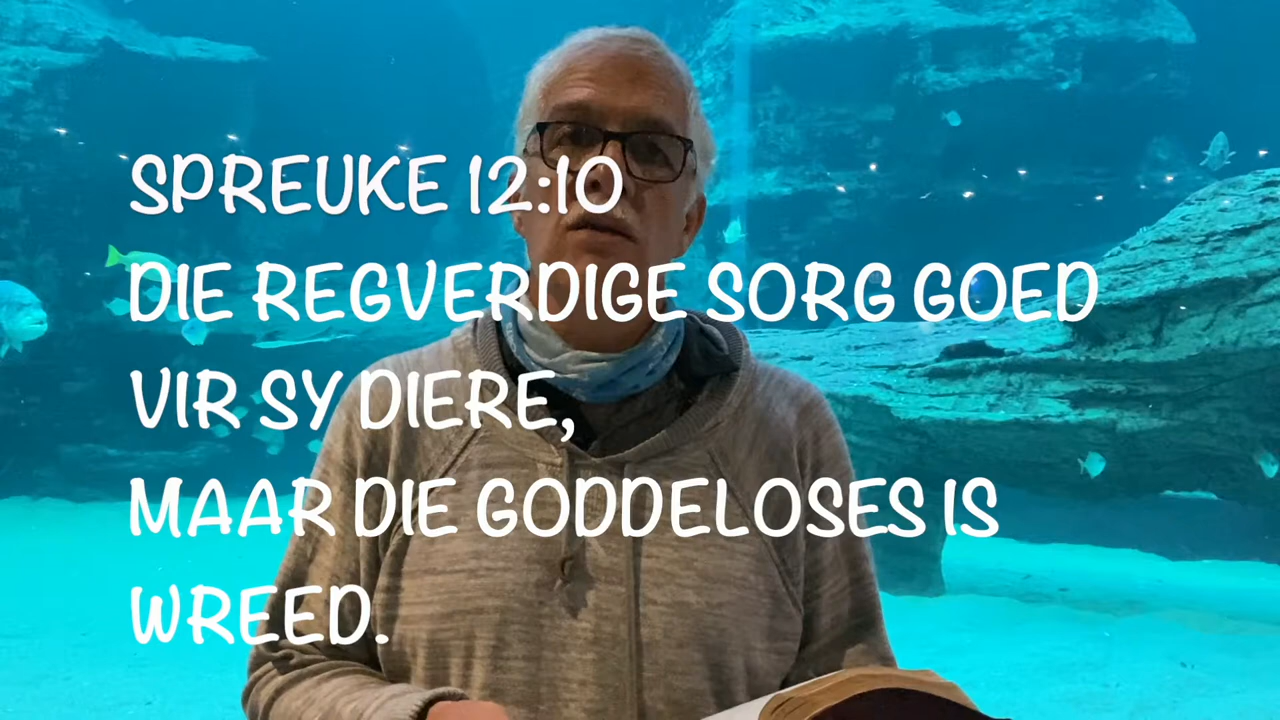 SPREUKE 12:10
DIE REGVERDIGE SORG GOED
VIR SY DIERE,
MAAR DIE GODDELOSES IS
WREED.